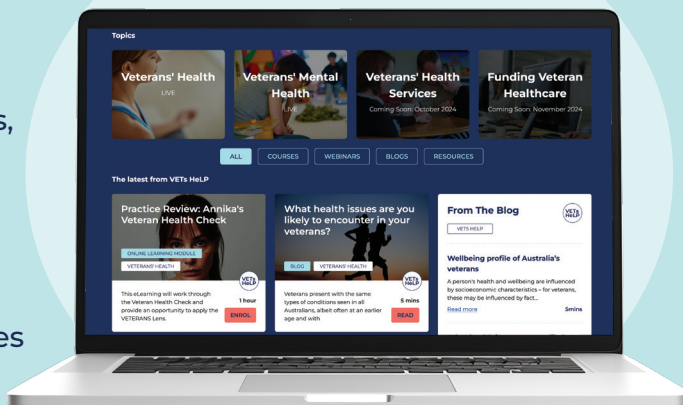 s,
es
Topics
Veterans' Health
LIVE
Veterans' Mental
Health
LIVE
Veterans' Health
Services
Coming Soon: October 2024
Funding Veteran
Healthcare
Coming Soon: November 2024
ALL
COURSES
WEBINARS
BLOGS
RESOURCES
The latest from VETs HeLP
Practice Review: Annika's
Veteran Health Check
ONLINE LEARNING MODULE
VETERANS' HEALTH
VETs
HeLP
This eLearning will work through
the Veteran Health Check and
provide an opportunity to apply the
VETERANS Lens.
1 hour
ENROL
What health issues are you
likely to encounter in your
veterans?
BLOG
VETERANS' HEALTH
VETs
HeLP
Veterans present with the same
types of conditions seen in all
Australians, albeit often at an earlier
age and with
5 mins
READ
From The Blog
VETs
HeLP
VETS HELP
Wellbeing profile of Australia's
veterans
A person's health and wellbeing are influenced
by socioeconomic characteristics – for veterans,
these may be influenced by fact...
Read more
5mins